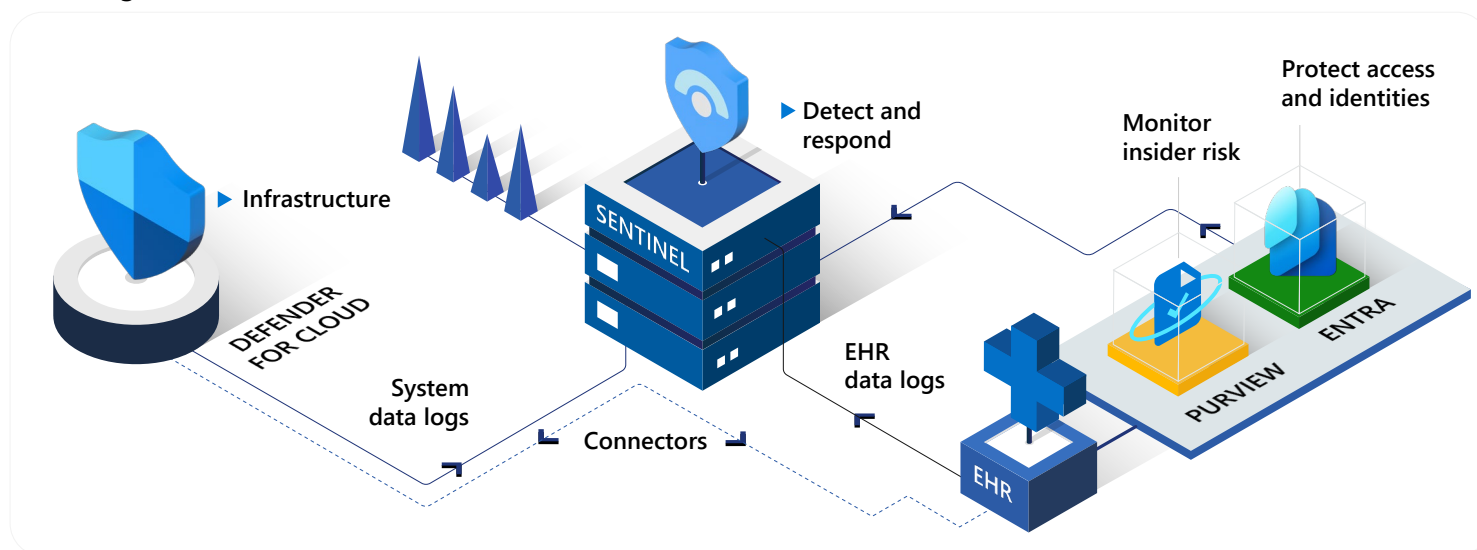 Protect access
and identities
Monitor
insider risk
Detect and
respond
Infrastructure
SENTINEL
DEFENDER
FOR CLOUD
ENTRA
PURVIEW
EHR
data logs
System
data logs
Connectors
EHR